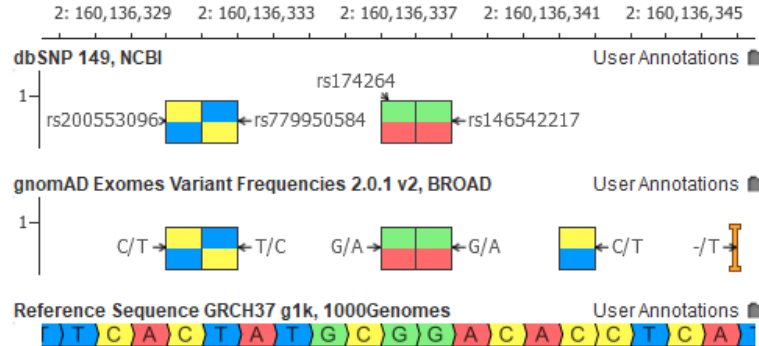 2: 160,136,329 2: 160,136,333 2: 160,136,337 2: 160,136,341 2: 160,136,345
dbSNP 149, NCBI User Annotations
rs174264
1
rs200553096 rs779950584 rs146542217
gnomAD Exomes Variant Frequencies 2.0.1 v2, BROAD User Annotations
1
C/T T/C G/A G/A C/T -/T
Reference Sequence GRCH37 g1k, 1000Genomes User Annotations
T T C A C T A T G C G G A C A C C T C A T